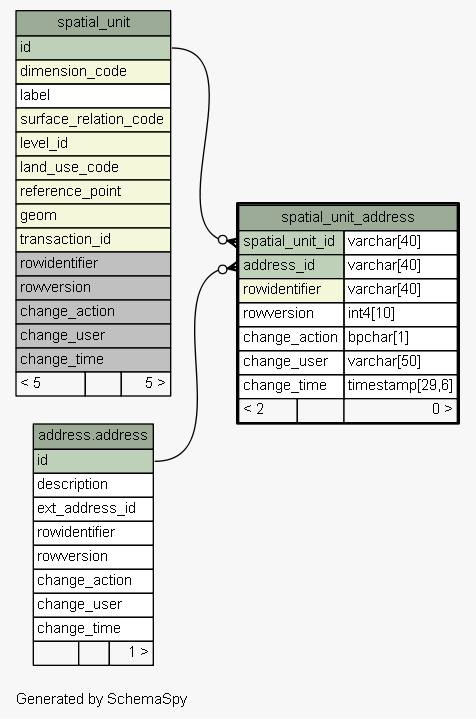 spatial_unit
id
dimension_code
label
surface_relation_code
level_id
land_use_code
reference_point
geom
transaction_id
rowidentifier
rowversion
change_action
change_user
change_time
< 5 5 >
spatial_unit_address
spatial_unit_id varchar[40]
address_id varchar[40]
rowidentifier varchar[40]
rowversion int4[10]
change_action bpchar[1]
change_user varchar[50]
change_time timestamp[29,6]
< 2 0 >
address.address
id
description
ext_address_id
rowidentifier
rowversion
change_action
change_user
change_time
1 >
Generated by SchemaSpy